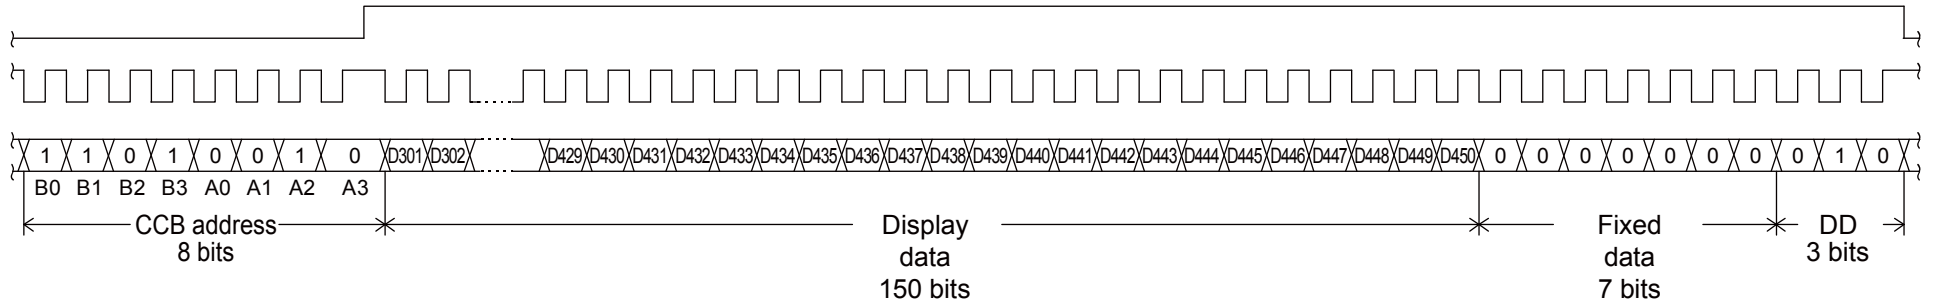 1 1 0 1 0 0 1 0 D301 D302 D429 D430 D431 D432 D433 D434 D435 D436 D437 D438 D439 D440 D441 D442 D443 D444 D445 D446 D447 D448 D449 D450 0 0 0 0 0 0 0 0 1 0
B0 B1 B2 B3 A0 A1 A2 A3
CCB address
8 bits
Display
data
150 bits
Fixed
data
7 bits
DD
3 bits